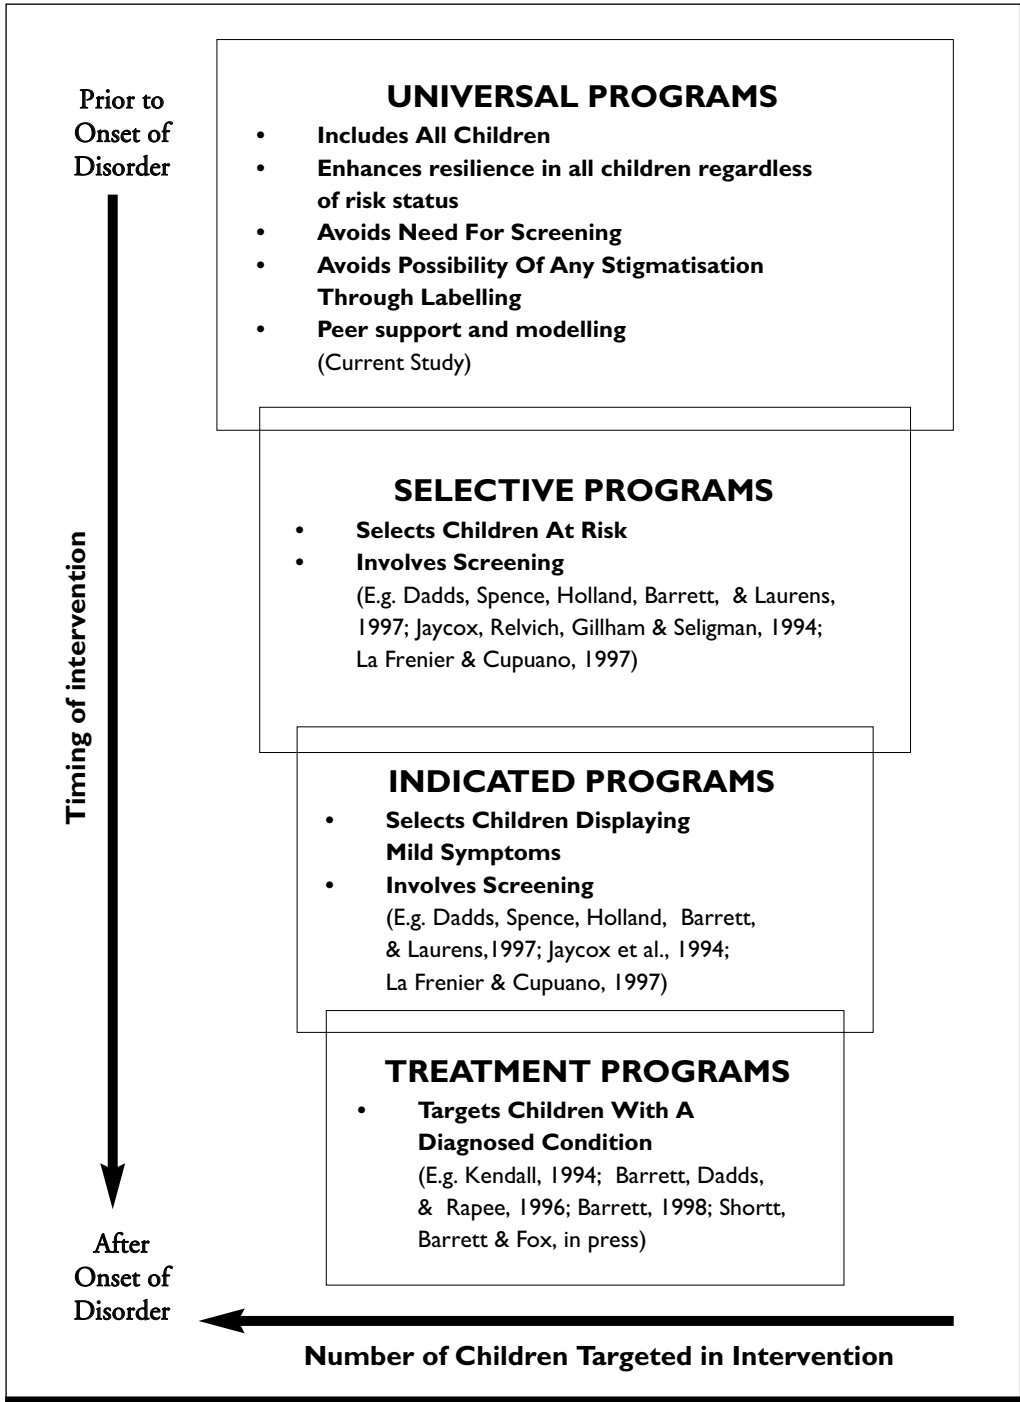 Prior to
Onset of
Disorder
UNIVERSAL PROGRAMS
• Includes All Children
• Enhances resilience in all children regardless
of risk status
• Avoids Need For Screening
• Avoids Possibility Of Any Stigmatisation
Through Labelling
• Peer support and modelling
(Current Study)
SELECTIVE PROGRAMS
• Selects Children At Risk
• Involves Screening
(E.g. Dadds, Spence, Holland, Barrett, & Laurens,
1997; Jaycox, Relvich, Gillham & Seligman, 1994;
La Frenier & Cupuano, 1997)
Timing of intervention
INDICATED PROGRAMS
• Selects Children Displaying
Mild Symptoms
• Involves Screening
(E.g. Dadds, Spence, Holland, Barrett,
& Laurens,1997; Jaycox et al., 1994;
La Frenier & Cupuano, 1997)
TREATMENT PROGRAMS
• Targets Children With A
Diagnosed Condition
(E.g. Kendall, 1994; Barrett, Dadds,
& Rapee, 1996; Barrett, 1998; Shortt,
Barrett & Fox, in press)
After
Onset of
Disorder
Number of Children Targeted in Intervention